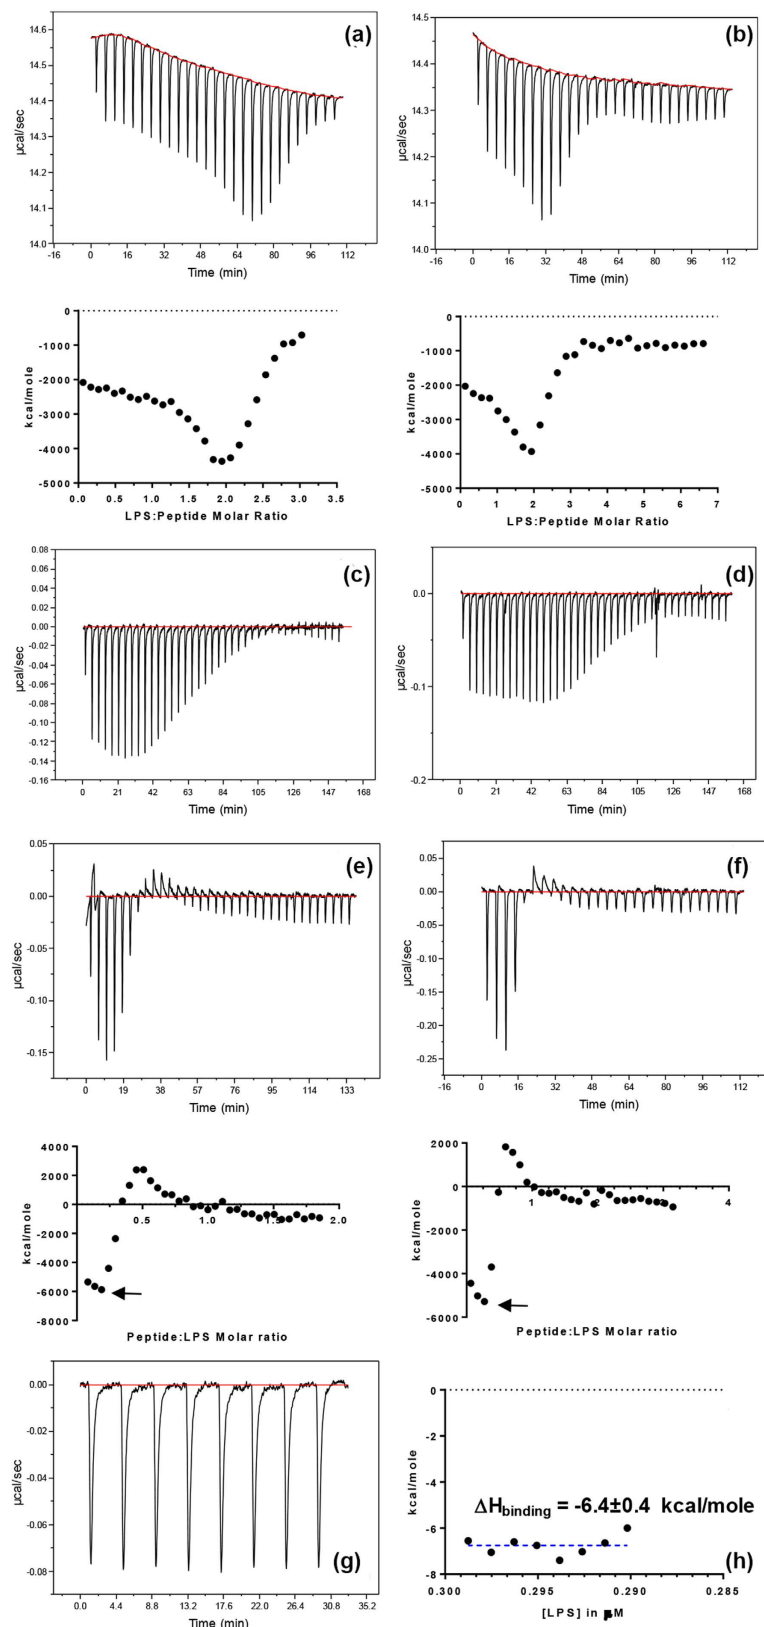 (a)
14.6
14.5
14.4
14.3
14.2
14.1
14.0
µcal/sec
-16 0 16 32 48 64 80 96 112
Time (min)
(b)
14.5
14.4
14.3
14.2
14.1
14.0
µcal/sec
-16 0 16 32 48 64 80 96 112
Time (min)
0
-1000
-2000
-3000
-4000
-5000
kcal/mole
0.0 0.5 1.0 1.5 2.0 2.5 3.0 3.5
LPS:Peptide Molar Ratio
0
-1000
-2000
-3000
-4000
-5000
kcal/mole
0 1 2 3 4 5 6 7
LPS:Peptide Molar Ratio
(c)
0.08
0.06
0.04
0.02
0.00
-0.02
-0.04
-0.06
-0.08
-0.10
-0.12
-0.14
-0.16
µcal/sec
0 21 42 63 84 105 126 147 168
Time (min)
(d)
0.0
-0.1
-0.2
µcal/sec
0 21 42 63 84 105 126 147 168
Time (min)
(e)
0.05
0.00
-0.05
-0.10
-0.15
µcal/sec
0 19 38 57 76 95 114 133
Time (min)
(f)
0.05
0.00
-0.05
-0.10
-0.15
-0.20
-0.25
µcal/sec
-16 0 16 32 48 64 80 96 112
Time (min)
4000
2000
0
-2000
-4000
-6000
-8000
kcal/mole
0.5 1.0 1.5 2.0
Peptide:LPS Molar ratio
2000
0
-2000
-4000
-6000
kcal/mole
1 2 3 4
Peptide:LPS Molar ratio
0.00
-0.02
-0.04
-0.06
-0.08
µcal/sec
(g)
0.0 4.4 8.8 13.2 17.6 22.0 26.4 30.8 35.2
Time (min)
0
-2
-4
-6
-8
kcal/mole
ΔHbinding = -6.4±0.4 kcal/mole
(h)
0.300 0.295 0.290 0.285
[LPS] in µM